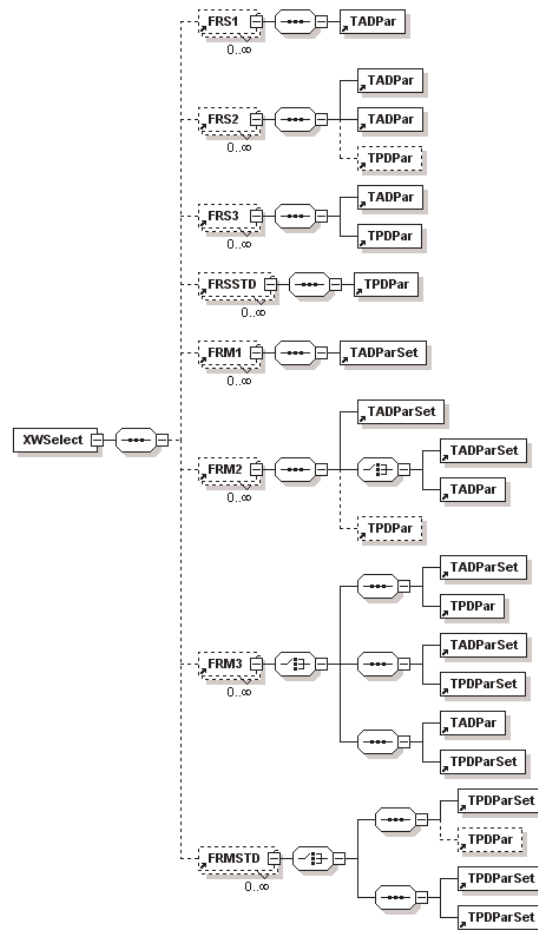 FRS1
TADPar
0..∞
TADPar
FRS2
TADPar
0..∞
TPDPar
TADPar
FRS3
0..∞
TPDPar
FRSSTD
TPDPar
0..∞
FRM1
TADParSet
0..∞
TADParSet
XWSelect
TADParSet
FRM2
TADPar
0..∞
TPDPar
TADParSet
TPDPar
TADParSet
FRM3
TPDParSet
0..∞
TADPar
TPDParSet
TPDParSet
TPDPar
FRMSTD
0..∞
TPDParSet
TPDParSet